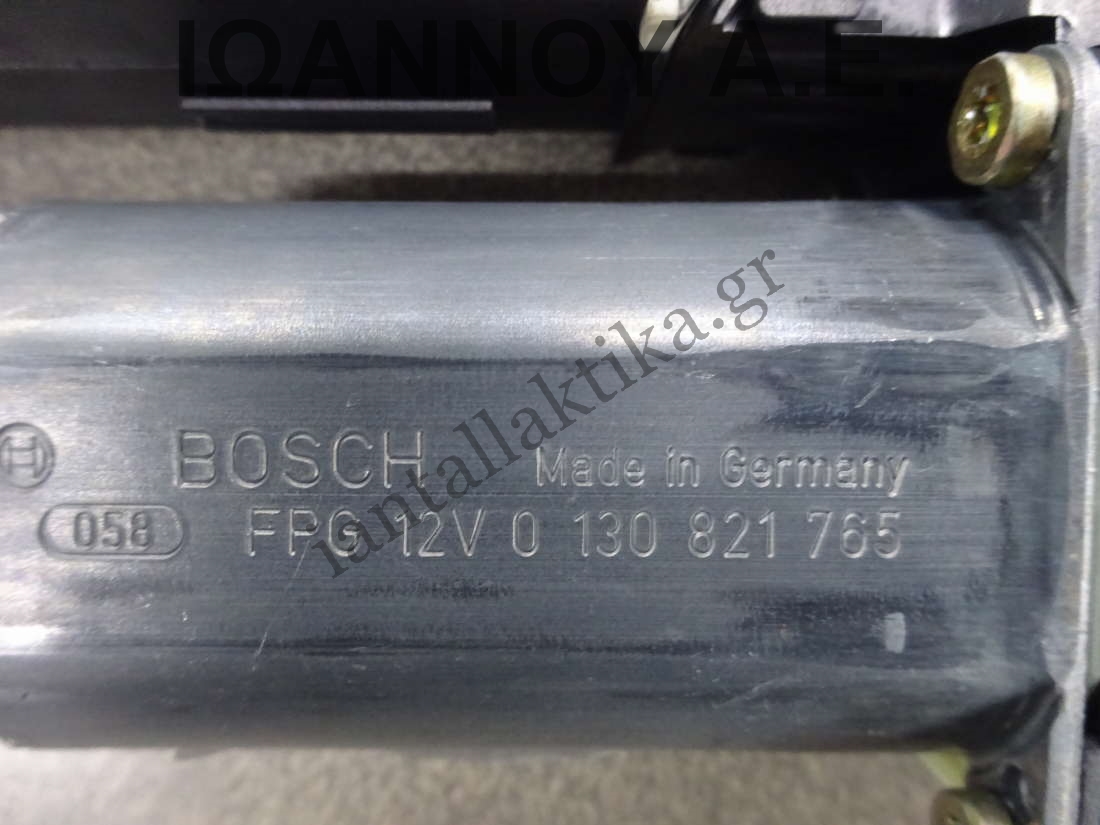 ΙΩΑΝΝΟΥ Α.Ε.
iantallaktika.gr
BOSCH Made in Germany
058 FPG 12V 0 130 821 765